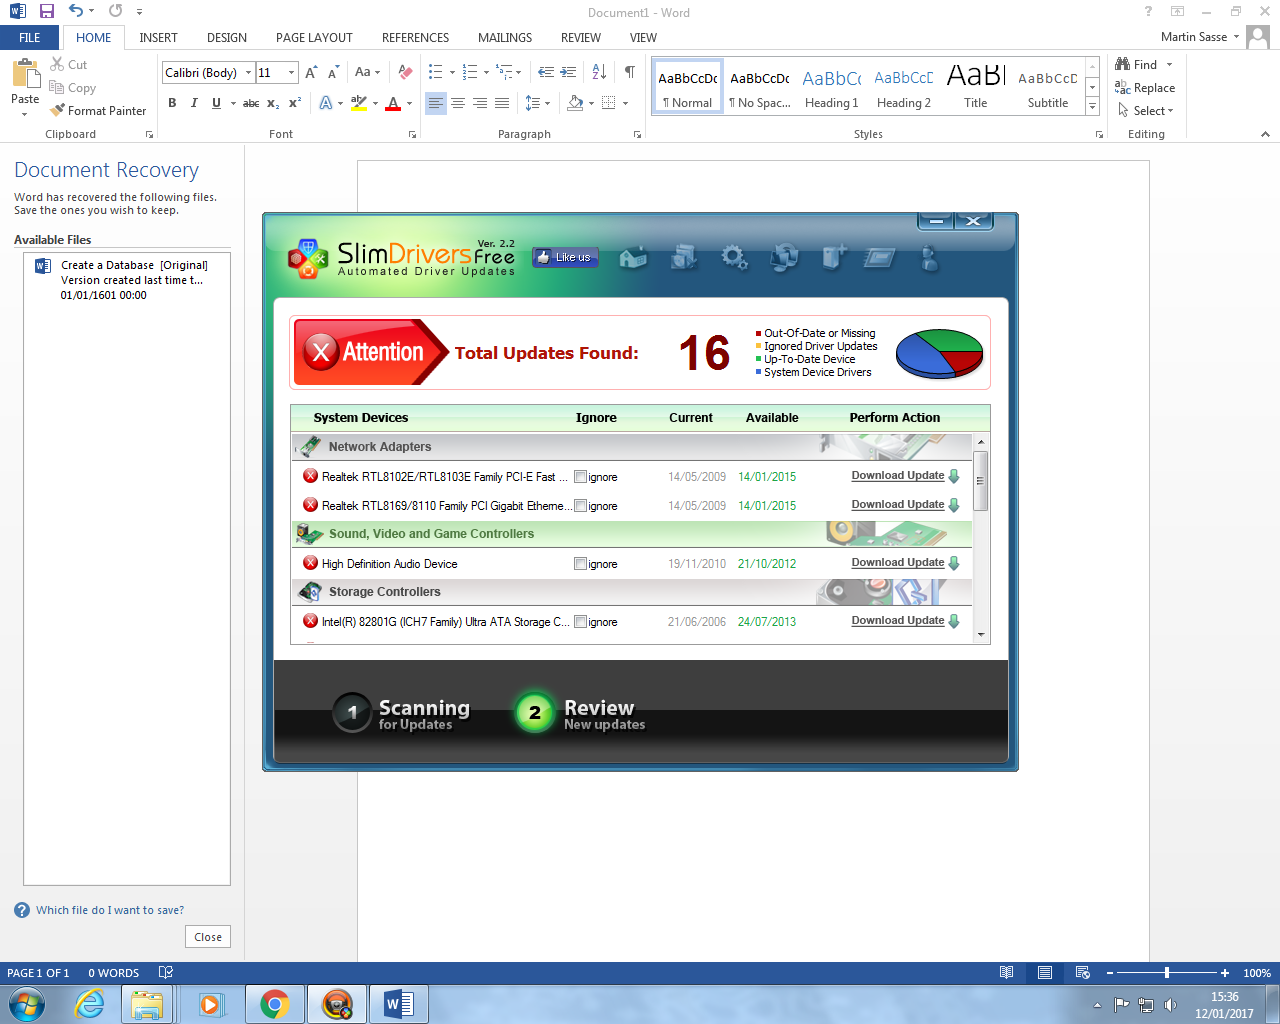 Document1 - Word
FILE HOME INSERT DESIGN PAGE LAYOUT REFERENCES MAILINGS REVIEW VIEW
Martin Sasse
Paste
Cut
Copy
Format Painter
Clipboard
Calibri (Body) 11
Font
Paragraph
AaBbCcDc AaBbCcDc AaBbCc AaBbCcD AaBl AaBbCcD
¶ Normal ¶ No Spac... Heading 1 Heading 2 Title Subtitle
Styles
Find
Replace
Select
Editing
Document Recovery
Word has recovered the following files.
Save the ones you wish to keep.
Available Files
Create a Database [Original]
Version created last time t...
01/01/1601 00:00
Which file do I want to save?
Close
SlimDrivers Free Ver. 2.2
Automated Driver Updates
Like us
Attention
Total Updates Found: 16
Out-Of-Date or Missing
Ignored Driver Updates
Up-To-Date Device
System Device Drivers
System Devices Ignore Current Available Perform Action
Network Adapters
Realtek RTL8102E/RTL8103E Family PCI-E Fast ... ignore 14/05/2009 14/01/2015 Download Update
Realtek RTL8169/8110 Family PCI Gigabit Etherne... ignore 14/05/2009 14/01/2015 Download Update
Sound, Video and Game Controllers
High Definition Audio Device ignore 19/11/2010 21/10/2012 Download Update
Storage Controllers
Intel(R) 82801G (ICH7 Family) Ultra ATA Storage C... ignore 21/06/2006 24/07/2013 Download Update
1 Scanning
for Updates
2 Review
New updates
PAGE 1 OF 1 0 WORDS 100%
15:36
12/01/2017